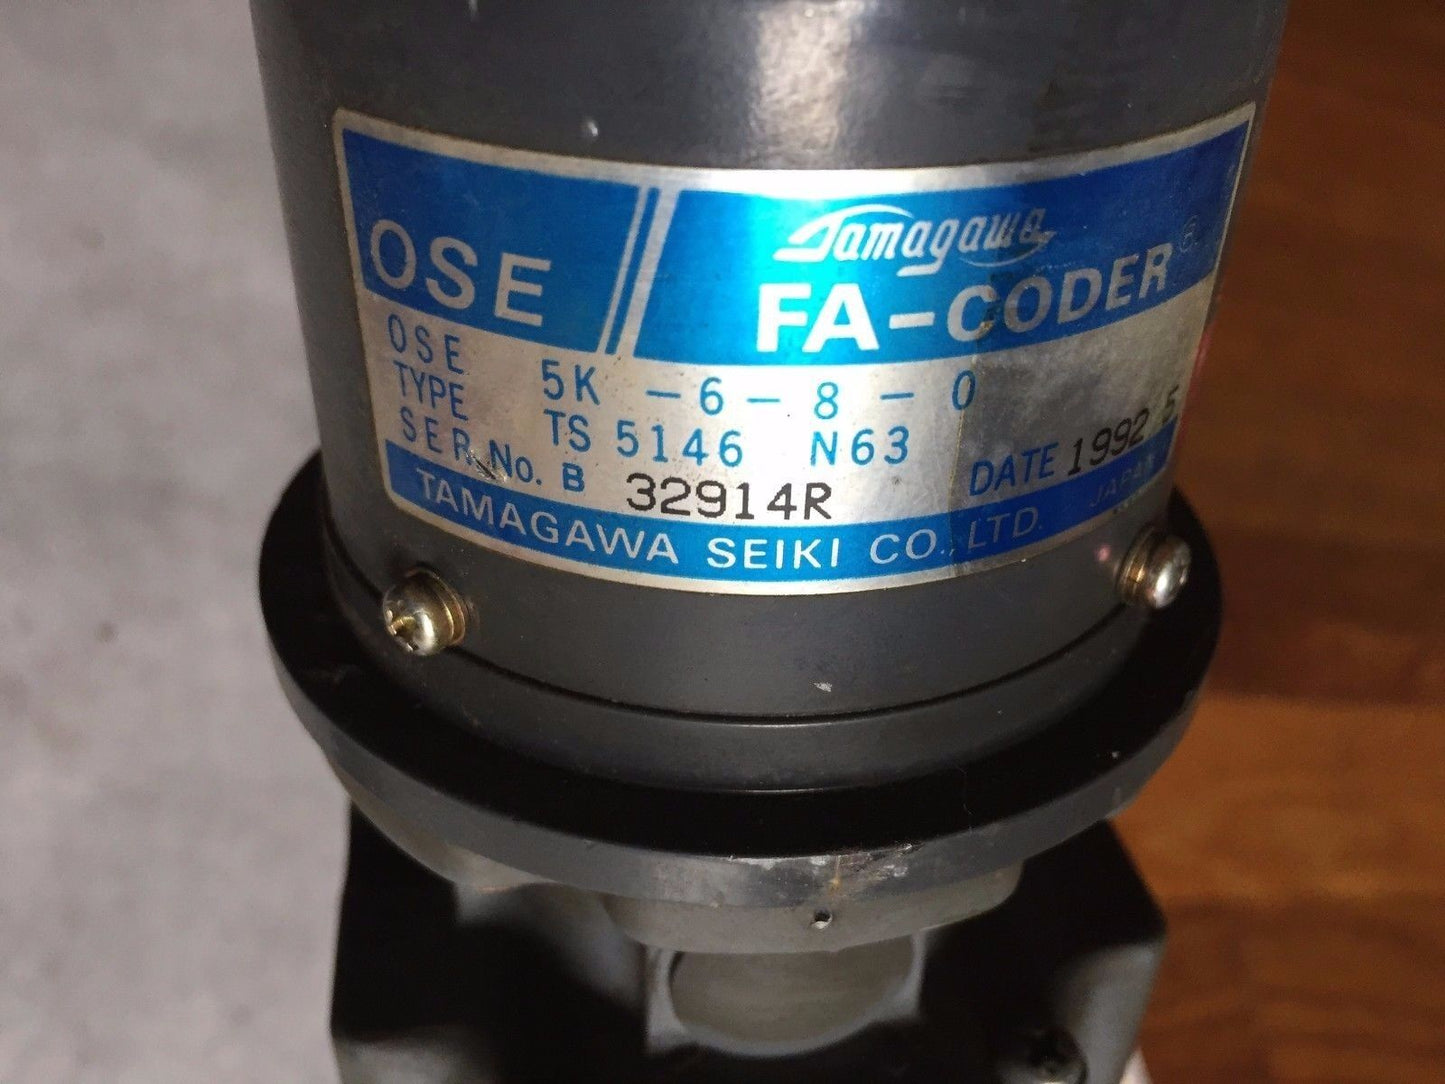 OSE Tamagawa
FA-CODER®
OSE 5K - 6 - 8 - 0
TYPE TS 5146 N63
SER.No. B 32914R DATE 1992 5
TAMAGAWA SEIKI CO.,LTD. JAPAN